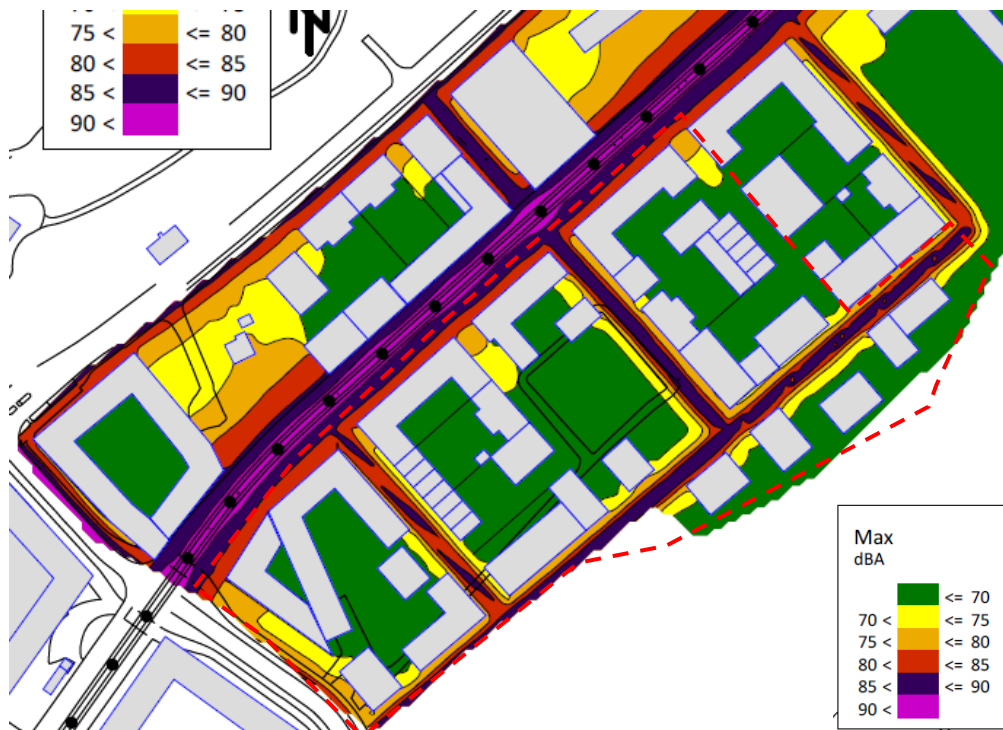 75 < <= 80
80 < <= 85
85 < <= 90
90 <
N
Max
dBA
<= 70
70 < <= 75
75 < <= 80
80 < <= 85
85 < <= 90
90 <